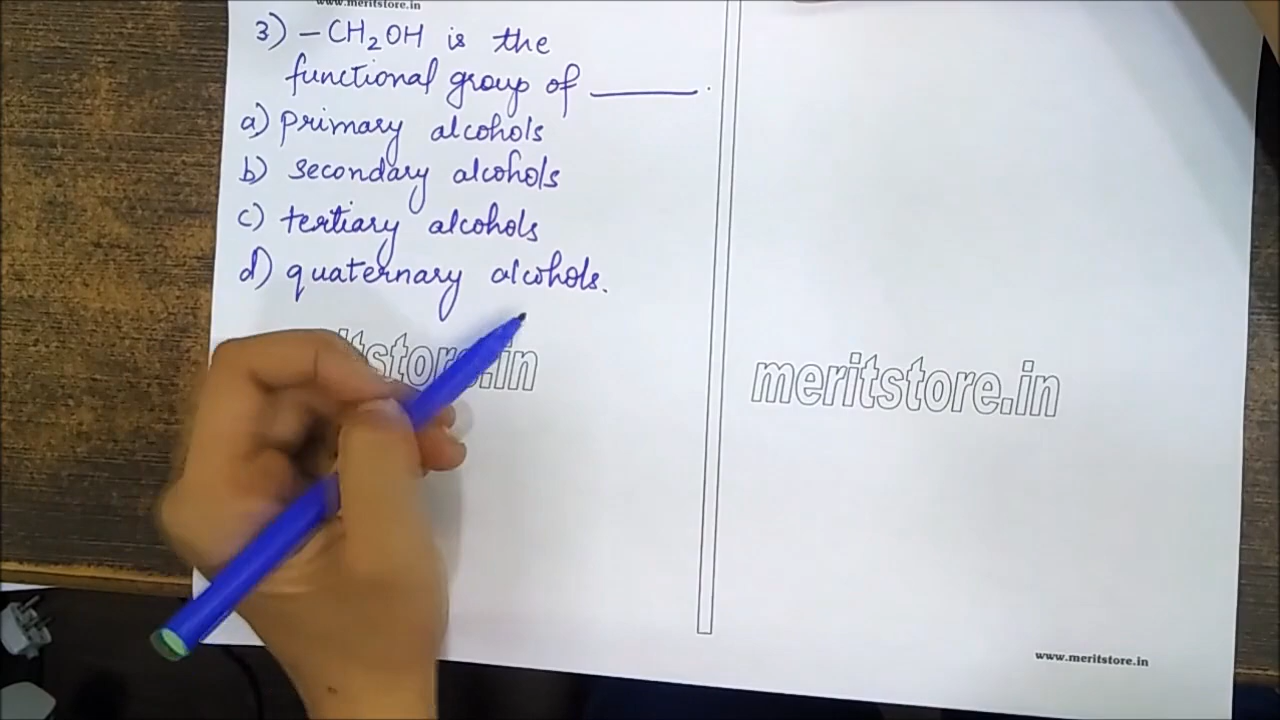 www.meritstore.in
3) – CH₂OH is the
functional group of ______.
a) primary alcohols
b) secondary alcohols
c) tertiary alcohols
d) quaternary alcohols.
meritstore.in
www.meritstore.in